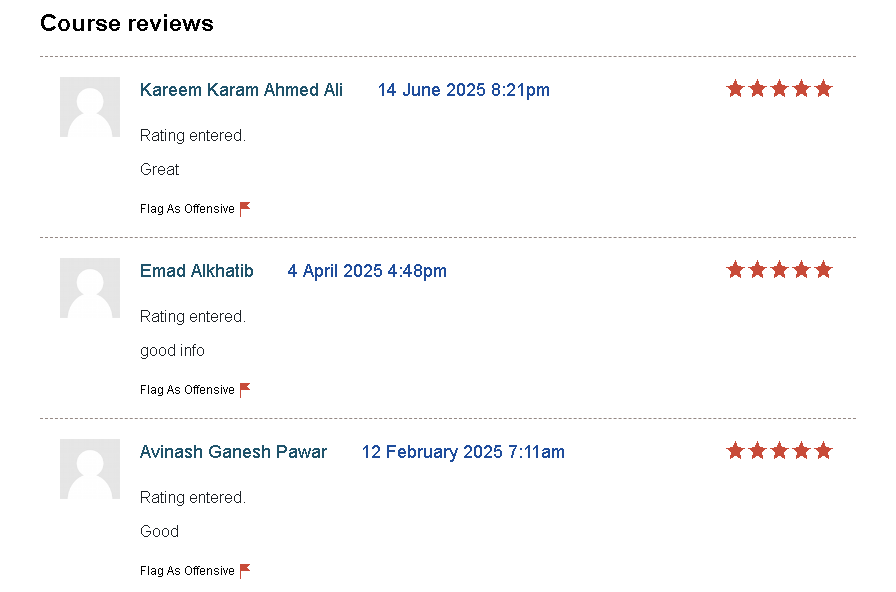 Course reviews
Kareem Karam Ahmed Ali 14 June 2025 8:21pm
Rating entered.
Great
Flag As Offensive
Emad Alkhatib 4 April 2025 4:48pm
Rating entered.
good info
Flag As Offensive
Avinash Ganesh Pawar 12 February 2025 7:11am
Rating entered.
Good
Flag As Offensive